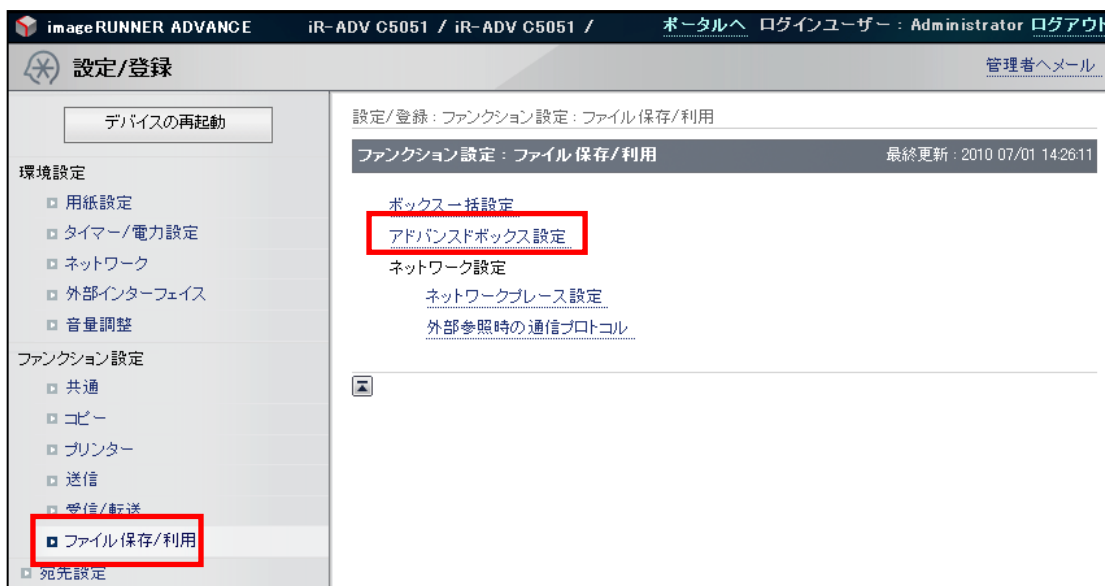 imageRUNNER ADVANCE iR-ADV C5051 / iR-ADV C5051 / ポータルへ ログインユーザー : Administrator ログアウト
設定/登録 管理者へメール
デバイスの再起動
環境設定
用紙設定
タイマー/電力設定
ネットワーク
外部インターフェイス
音量調整
ファンクション設定
共通
コピー
プリンター
送信
受信/転送
ファイル保存/利用
宛先設定
設定/登録 : ファンクション設定 : ファイル保存/利用
ファンクション設定 : ファイル保存/利用 最終更新 : 2010 07/01 14:26:11
ボックス一括設定
アドバンスドボックス設定
ネットワーク設定
ネットワークプレース設定
外部参照時の通信プロトコル